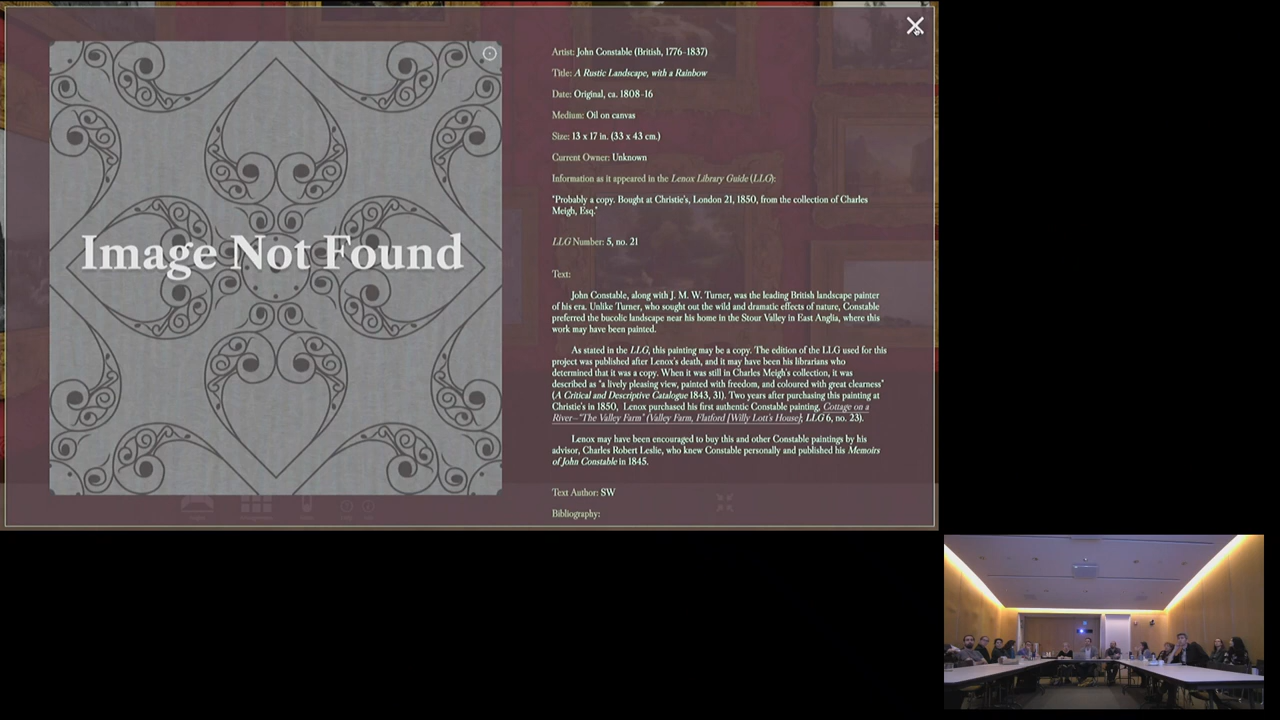 Image Not Found
Artist: John Constable (British, 1776-1837)
Title: A Rustic Landscape, with a Rainbow
Date: Original, ca. 1808-16
Medium: Oil on canvas
Size: 13 x 17 in. (33 x 43 cm.)
Current Owner: Unknown
Information as it appeared in the Lenox Library Guide (LLG):
"Probably a copy. Bought at Christie's, London 21, 1850, from the collection of Charles
Meigh, Esq."
LLG Number: 5, no. 21
Text:
John Constable, along with J. M. W. Turner, was the leading British landscape painter
of his era. Unlike Turner, who sought out the wild and dramatic effects of nature, Constable
preferred the bucolic landscape near his home in the Stour Valley in East Anglia, where this
work may have been painted.
As stated in the LLG, this painting may be a copy. The edition of the LLG used for this
project was published after Lenox's death, and it may have been his librarians who
determined that it was a copy. When it was still in Charles Meigh's collection, it was
described as "a lively pleasing view, painted with freedom, and coloured with great clearness"
(A Critical and Descriptive Catalogue 1843, 31). Two years after purchasing this painting at
Christie's in 1850, Lenox purchased his first authentic Constable painting, Cottage on a
River—"The Valley Farm" (Valley Farm, Flatford [Willy Lott's House]; LLG 6, no. 23).
Lenox may have been encouraged to buy this and other Constable paintings by his
advisor, Charles Robert Leslie, who knew Constable personally and published his Memoirs
of John Constable in 1845.
Text Author: SW
Bibliography: